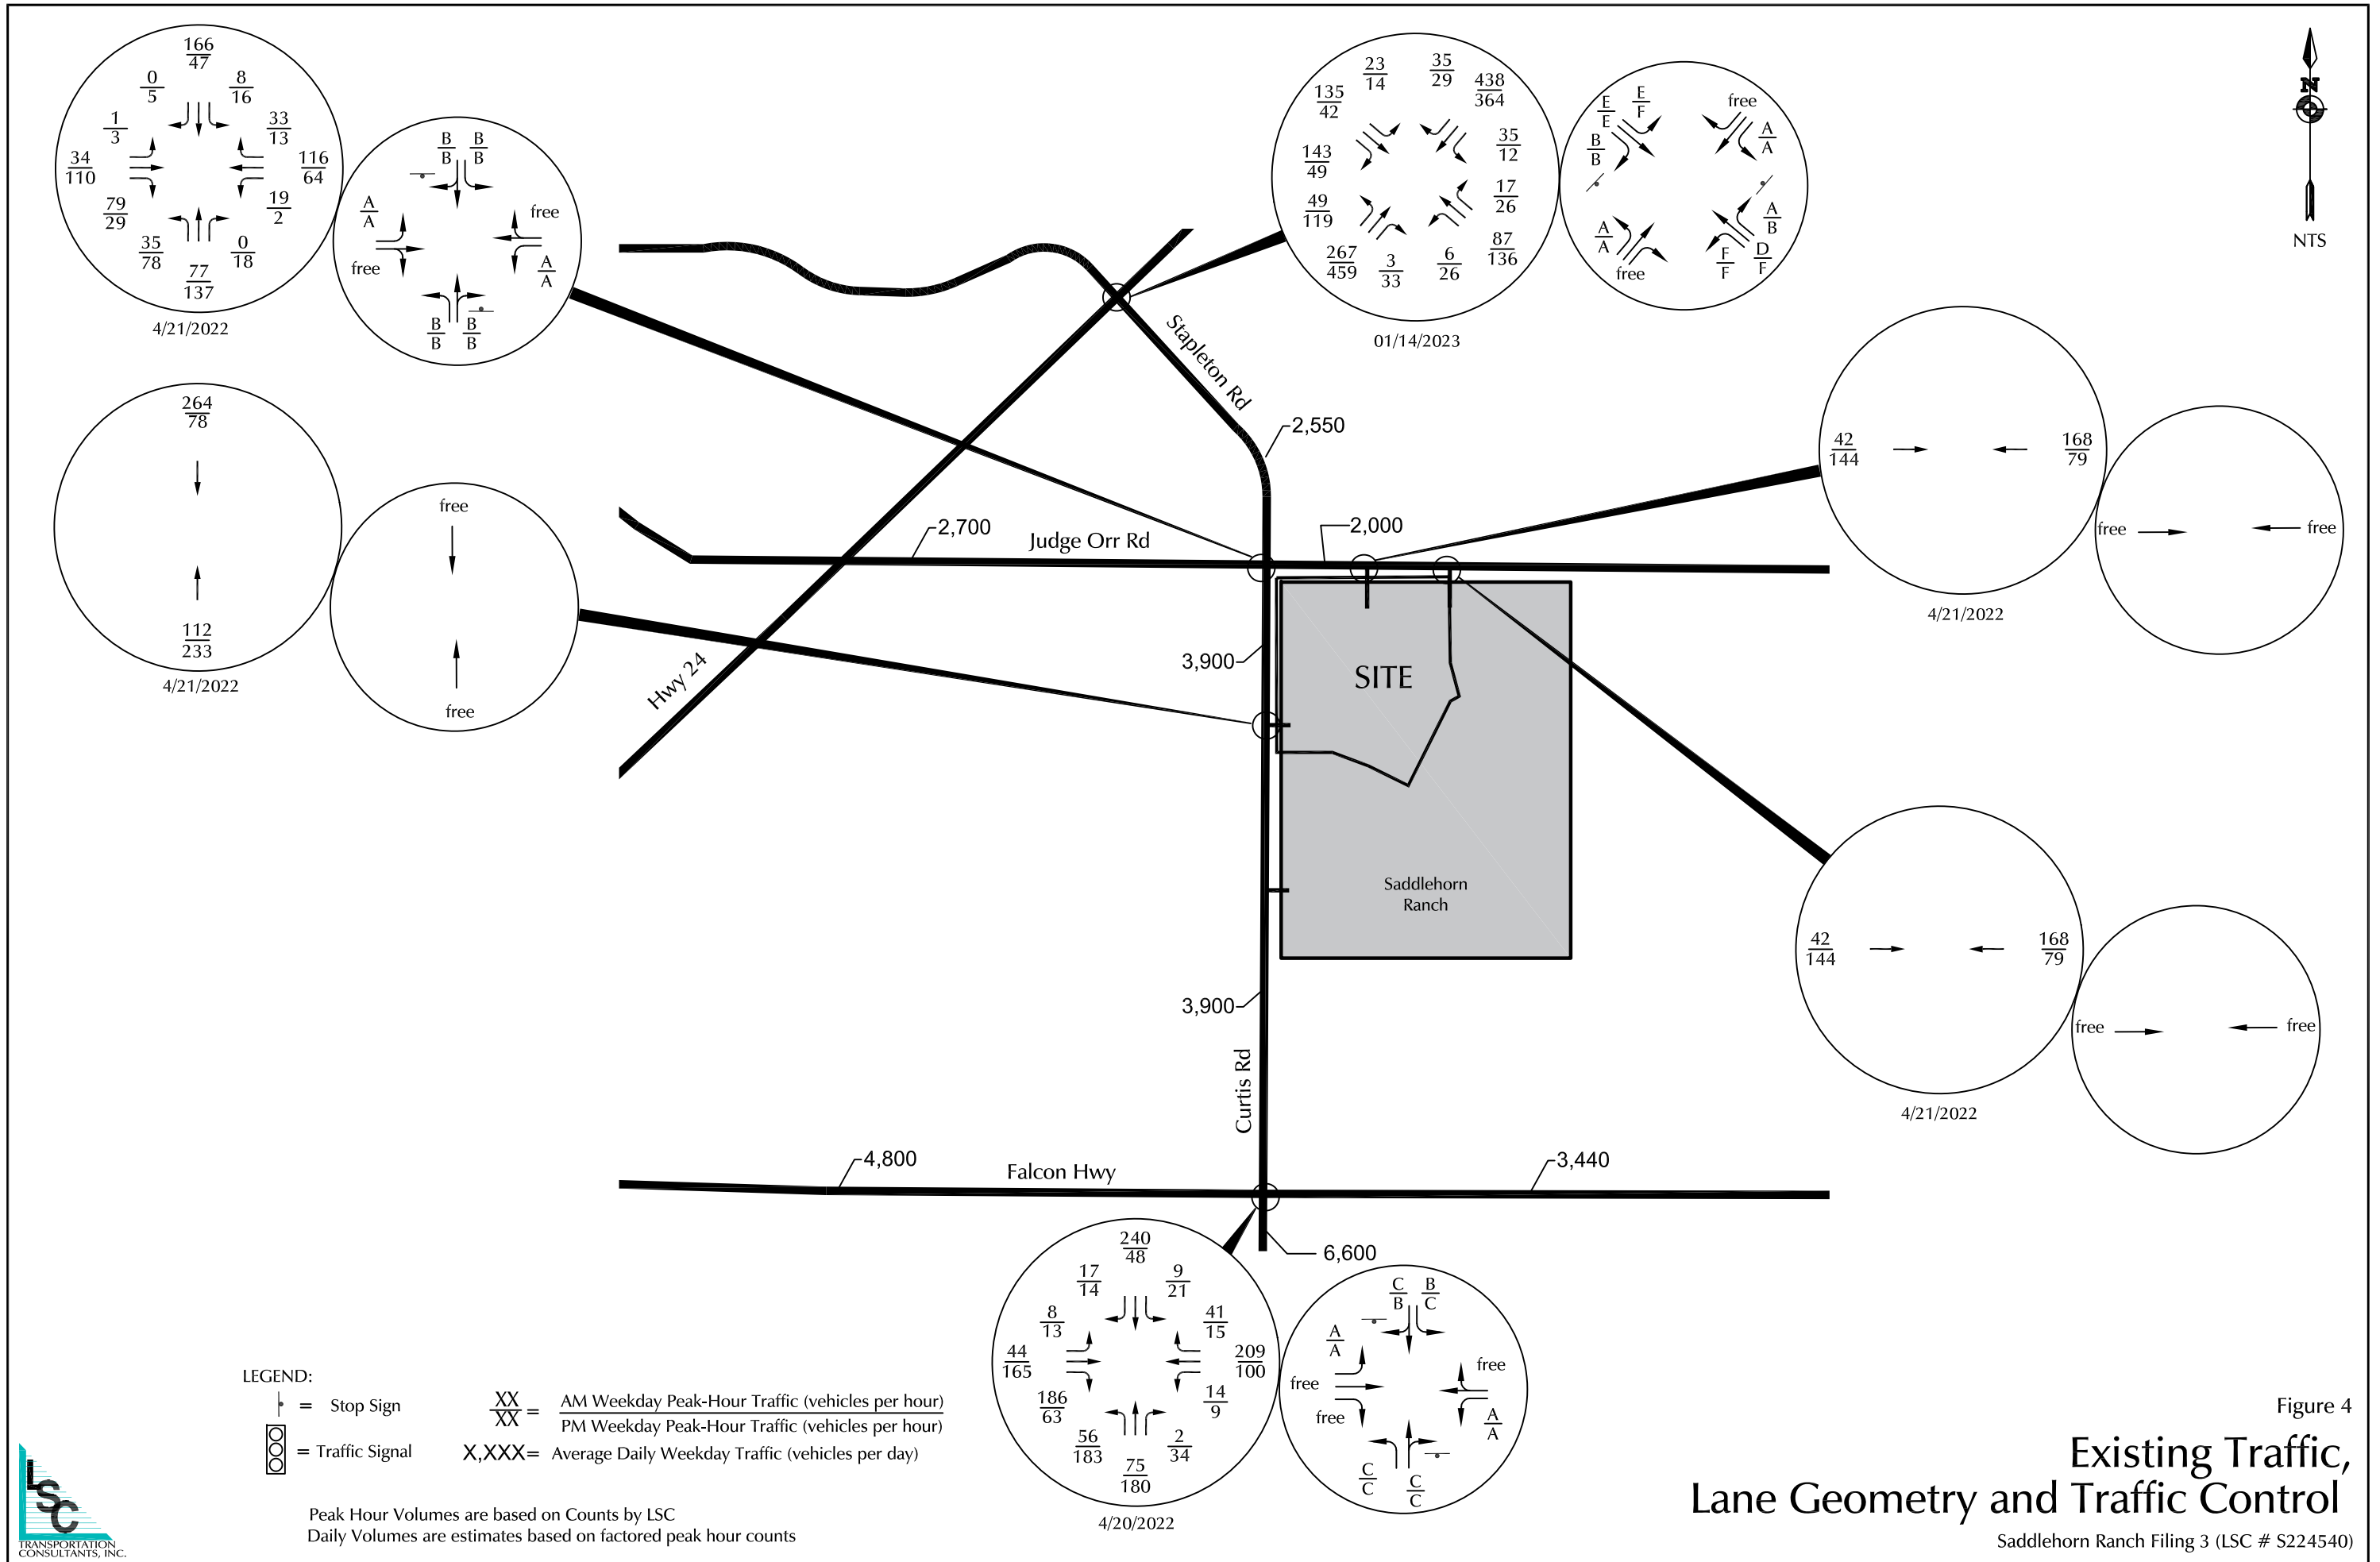 166
47
0
5
8
16
1
3
33
13
34
110
116
64
79
29
19
2
35
78
0
18
77
137
4/21/2022
B
B
B
B
A
A
free
free
A
A
B
B
B
B
23
14
35
29
135
42
438
364
143
49
35
12
49
119
17
26
267
459
3
33
6
26
87
136
01/14/2023
E
E
E
F
free
B
B
A
A
A
A
A
B
free
F
F
D
F
N
NTS
264
78
112
233
4/21/2022
free
free
42
144
168
79
4/21/2022
free
free
Stapleton Rd
2,550
2,700
Judge Orr Rd
2,000
Hwy 24
3,900
SITE
Saddlehorn
Ranch
3,900
Curtis Rd
42
144
168
79
4/21/2022
free
free
4,800
Falcon Hwy
3,440
6,600
240
48
17
14
9
21
8
13
41
15
44
165
209
100
186
63
14
9
56
183
2
34
75
180
4/20/2022
C
B
B
C
A
A
free
free
free
A
A
C
C
C
C
LEGEND:
= Stop Sign
= Traffic Signal
XX
XX
= AM Weekday Peak-Hour Traffic (vehicles per hour)
PM Weekday Peak-Hour Traffic (vehicles per hour)
X,XXX= Average Daily Weekday Traffic (vehicles per day)
Peak Hour Volumes are based on Counts by LSC
Daily Volumes are estimates based on factored peak hour counts
LSC
TRANSPORTATION
CONSULTANTS, INC.
Figure 4
Existing Traffic,
Lane Geometry and Traffic Control
Saddlehorn Ranch Filing 3 (LSC # S224540)